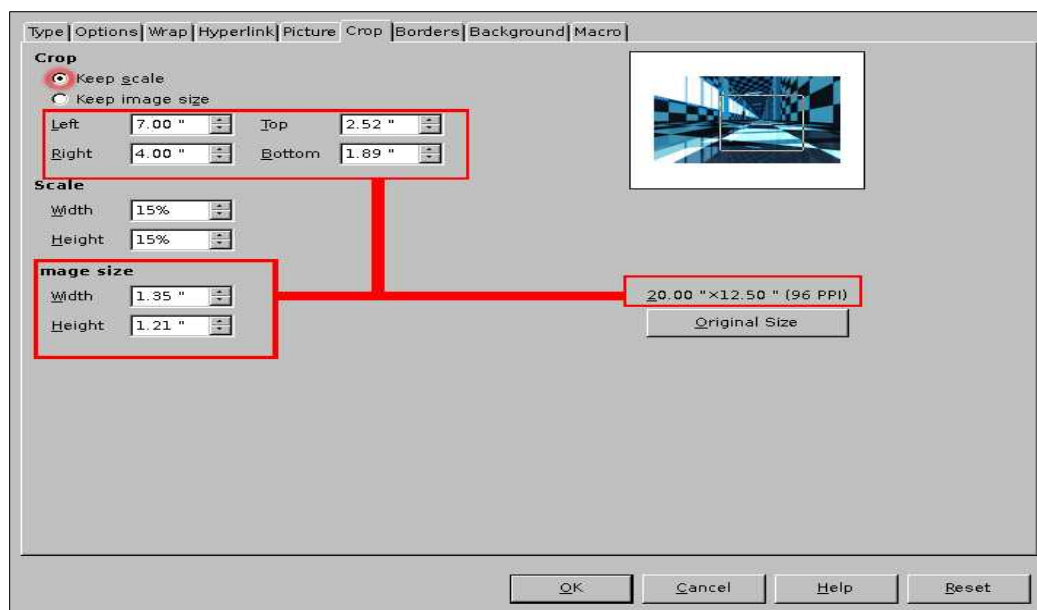 Type Options Wrap Hyperlink Picture Crop Borders Background Macro
Crop
Keep scale
Keep image size
Left 7.00 " Top 2.52 "
Right 4.00 " Bottom 1.89 "
Scale
Width 15%
Height 15%
mage size
Width 1.35 "
Height 1.21 "
20.00 "×12.50 " (96 PPI)
Original Size
OK Cancel Help Reset